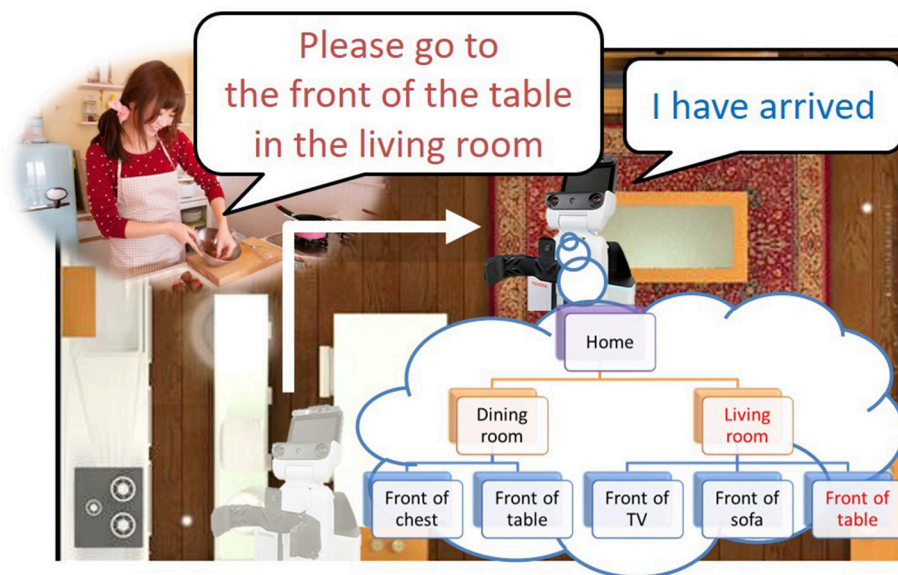 Please go to
the front of the table
in the living room
I have arrived
TOYOTA
Home
Dining
room
Living
room
Front of
chest
Front of
table
Front of
TV
Front of
sofa
Front of
table